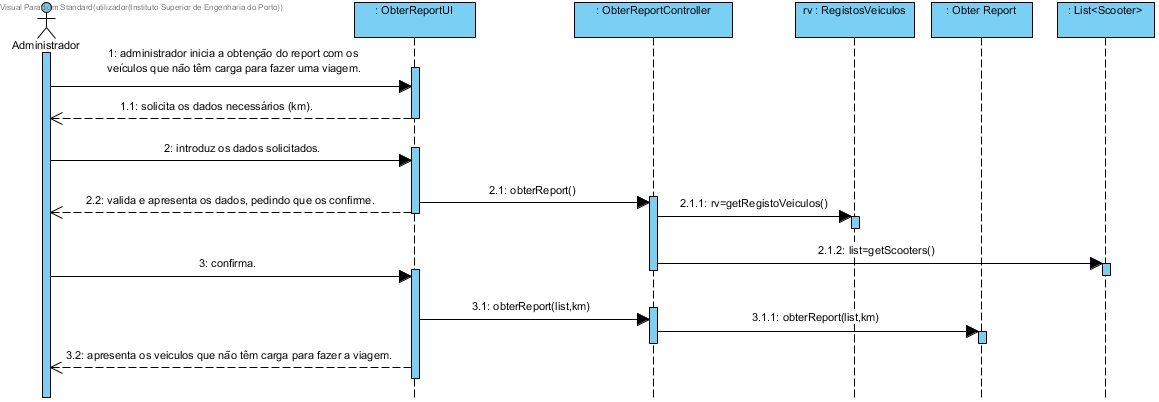 Visual Paradigm Standard(utilizador(Instituto Superior de Engenharia do Porto))
: ObterReportUI
: ObterReportController
rv : RegistosVeiculos
: Obter Report
: List<Scooter>
Administrador
1: administrador inicia a obtenção do report com os
veículos que não têm carga para fazer uma viagem.
1.1: solicita os dados necessários (km).
2: introduz os dados solicitados.
2.1: obterReport()
2.2: valida e apresenta os dados, pedindo que os confirme.
2.1.1: rv=getRegistoVeiculos()
2.1.2: list=getScooters()
3: confirma.
3.1: obterReport(list,km)
3.1.1: obterReport(list,km)
3.2: apresenta os veiculos que não têm carga para fazer a viagem.